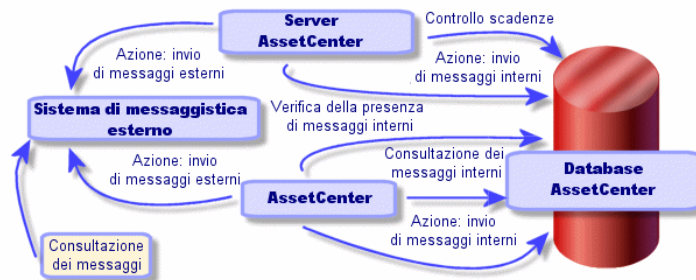 Server
AssetCenter
Controllo scadenze
Azione: invio
di messaggi esterni
Azione: invio
di messaggi interni
Sistema di messaggistica
esterno
Verifica della presenza
di messaggi interni
Azione: invio
di messaggi esterni
Consultazione dei
messaggi interni
Database
AssetCenter
AssetCenter
Azione: invio
di messaggi interni
Consultazione
dei messaggi